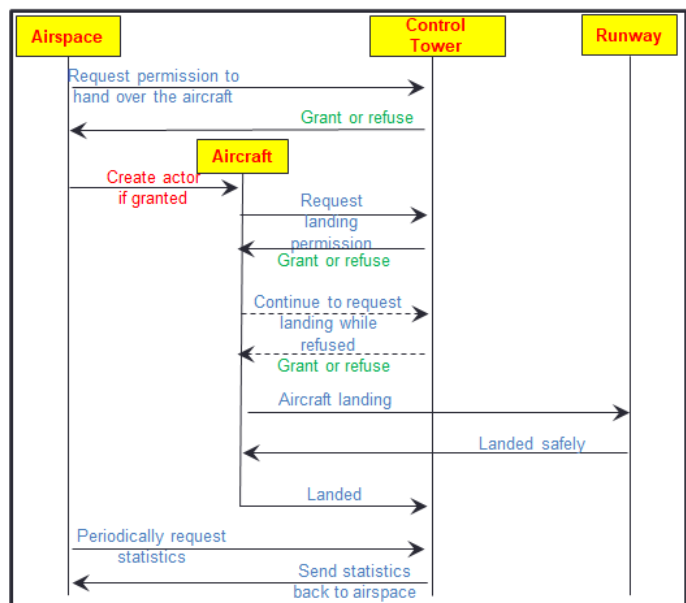 Airspace
Control
Tower
Runway
Request permission to
hand over the aircraft
Grant or refuse
Aircraft
Create actor
if granted
Request
landing
permission
Grant or refuse
Continue to request
landing while
refused
Grant or refuse
Aircraft landing
Landed safely
Landed
Periodically request
statistics
Send statistics
back to airspace